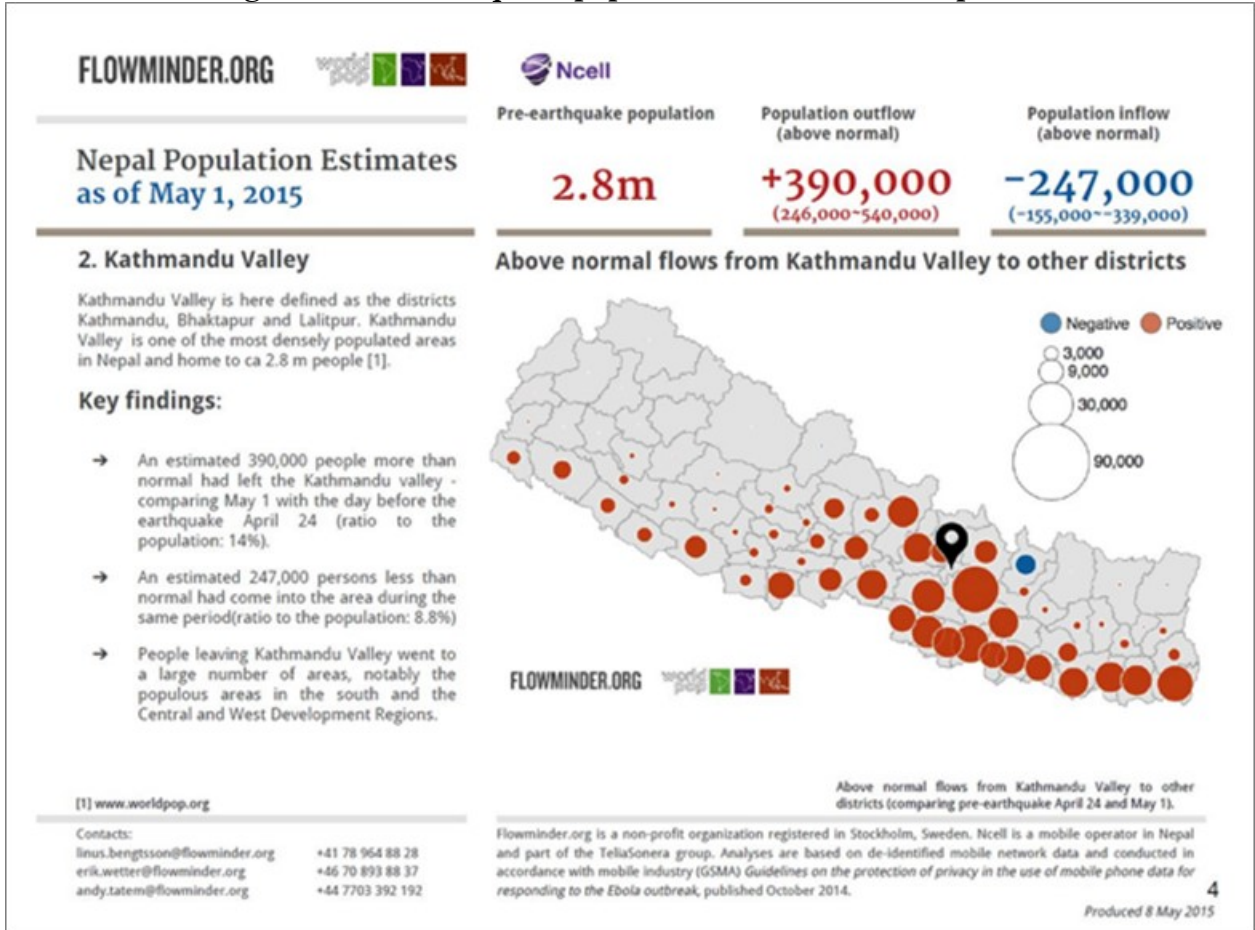 FLOWMINDER.ORG
world
pop
Ncell
Pre-earthquake population
Population outflow
(above normal)
Population inflow
(above normal)
Nepal Population Estimates
as of May 1, 2015
2.8m
+390,000
(246,000~540,000)
-247,000
(-155,000~-339,000)
2. Kathmandu Valley
Kathmandu Valley is here defined as the districts
Kathmandu, Bhaktapur and Lalitpur. Kathmandu
Valley is one of the most densely populated areas
in Nepal and home to ca 2.8 m people [1].
Key findings:
→ An estimated 390,000 people more than
normal had left the Kathmandu valley -
comparing May 1 with the day before the
earthquake April 24 (ratio to the
population: 14%).
→ An estimated 247,000 persons less than
normal had come into the area during the
same period(ratio to the population: 8.8%)
→ People leaving Kathmandu Valley went to
a large number of areas, notably the
populous areas in the south and the
Central and West Development Regions.
Above normal flows from Kathmandu Valley to other districts
Negative Positive
3,000
9,000
30,000
90,000
FLOWMINDER.ORG
world
pop
Above normal flows from Kathmandu Valley to other
districts (comparing pre-earthquake April 24 and May 1).
[1] www.worldpop.org
Contacts:
linus.bengtsson@flowminder.org +41 78 964 88 28
erik.wetter@flowminder.org +46 70 893 88 37
andy.tatem@flowminder.org +44 7703 392 192
Flowminder.org is a non-profit organization registered in Stockholm, Sweden. Ncell is a mobile operator in Nepal
and part of the TeliaSonera group. Analyses are based on de-identified mobile network data and conducted in
accordance with mobile industry (GSMA) Guidelines on the protection of privacy in the use of mobile phone data for
responding to the Ebola outbreak, published October 2014.
4
Produced 8 May 2015